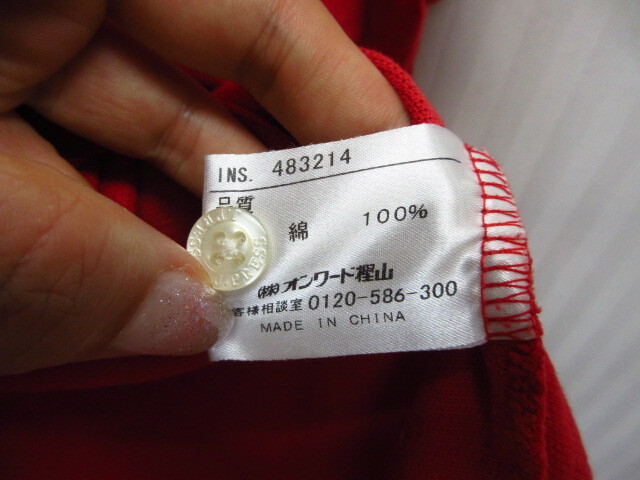 INS. 483214
品質
綿 100%
(株)オンワード樫山
客様相談室 0120-586-300
MADE IN CHINA